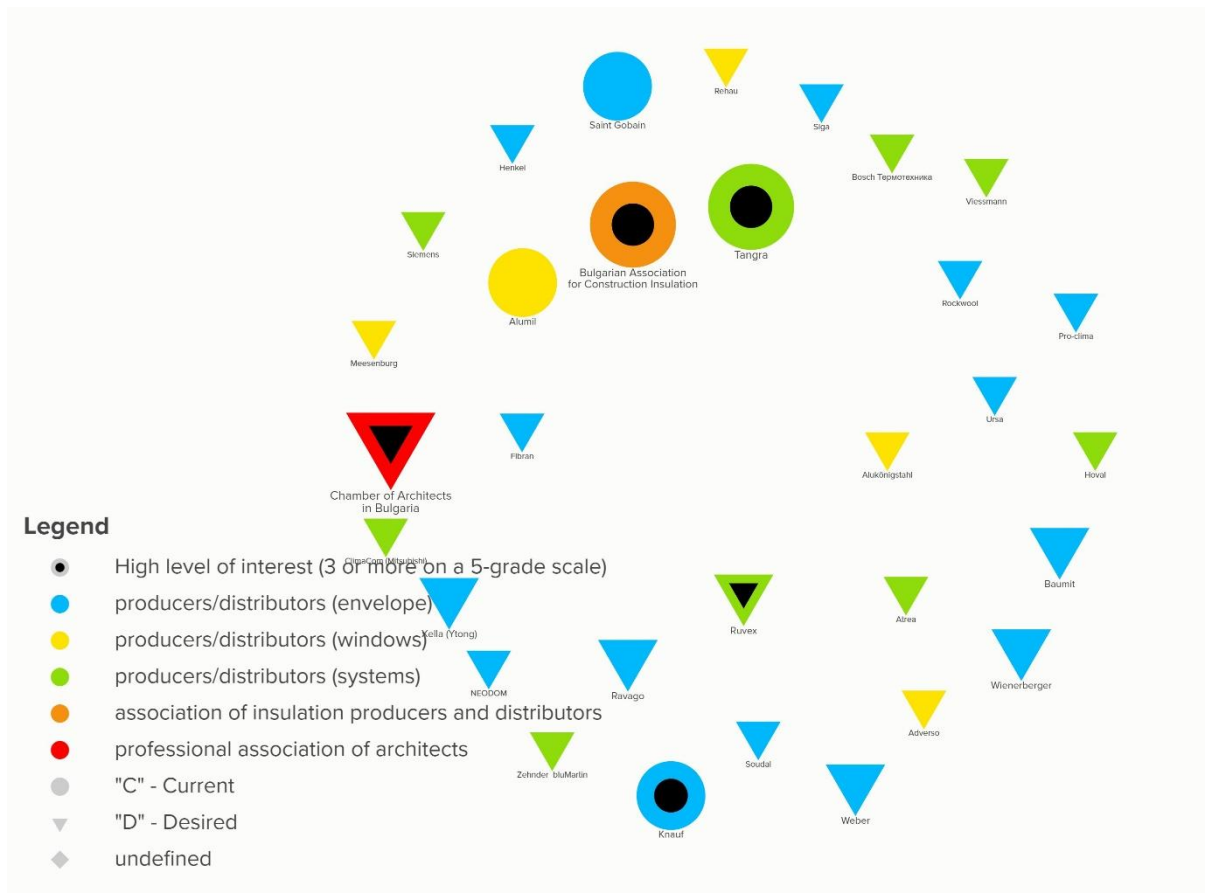 Rehau
Saint Gobain
Siga
Henkel
Bosch Термотехника
Viessmann
Siemens
Tangra
Bulgarian Association
for Construction Insulation
Rockwool
Alumil
Pro-clima
Meesenburg
Ursa
Fibran
Alukönigstahl
Hoval
Chamber of Architects
in Bulgaria
Legend
ClimaCom (Mitsubishi)
High level of interest (3 or more on a 5-grade scale)
Baumit
producers/distributors (envelope)
Atrea
Ruvex
Xella (Ytong)
producers/distributors (windows)
producers/distributors (systems)
Wienerberger
NEODOM
Ravago
association of insulation producers and distributors
Adverso
professional association of architects
Soudal
Zehnder bluMartin
"C" - Current
Weber
"D" - Desired
Knauf
undefined